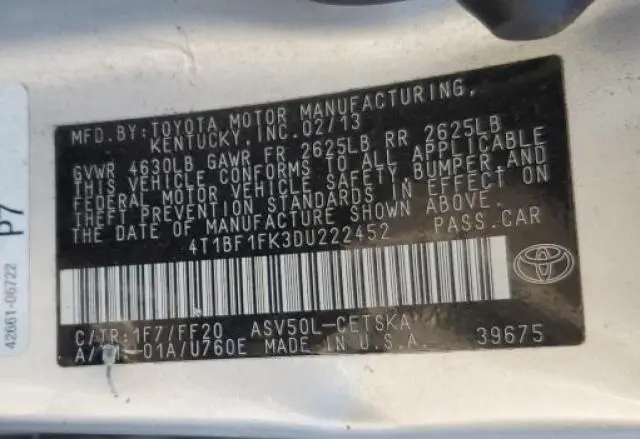 MFD.BY:TOYOTA MOTOR MANUFACTURING,
KENTUCKY,INC.02/13
GVWR 4630LB GAWR FR 2625LB RR 2625LB
THIS VEHICLE CONFORMS TO ALL APPLICABLE
FEDERAL MOTOR VEHICLE SAFETY,BUMPER,AND
THEFT PREVENTION STANDARDS IN EFFECT ON
THE DATE OF MANUFACTURE SHOWN ABOVE.
4T1BF1FK3DU222452 PASS.CAR
C/TR:1F7/FF20 ASV50L-CETSKA
-01A/U760E MADE IN U.S.A. 39675
P7
42661-06722